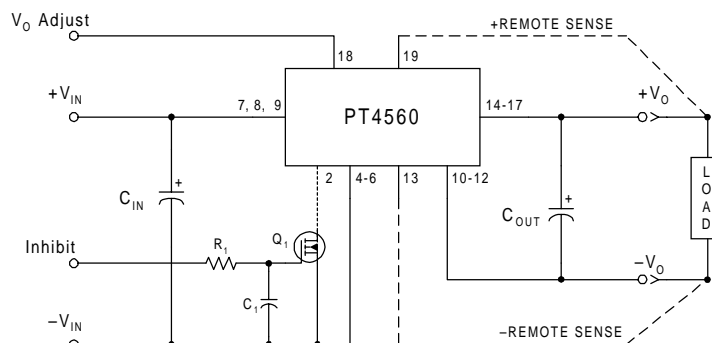 V_O Adjust
+REMOTE SENSE
18
19
+V_IN
7, 8, 9
PT4560
14-17
+V_O
2
4-6
13
10-12
C_IN
+
C_OUT
+
LOAD
Inhibit
R_1
Q_1
C_1
–V_O
–V_IN
–REMOTE SENSE